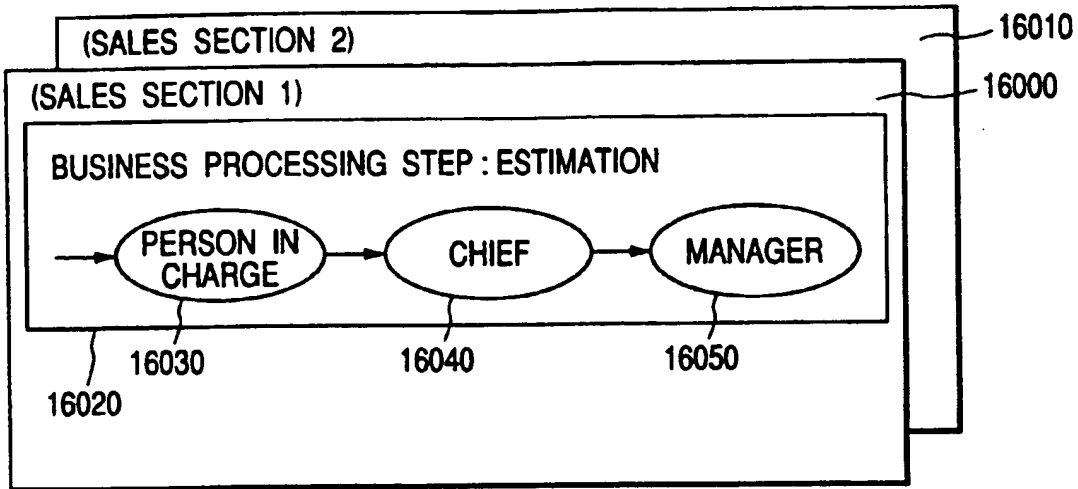 (SALES SECTION 2)
16010
(SALES SECTION 1)
16000
BUSINESS PROCESSING STEP : ESTIMATION
PERSON IN
CHARGE
CHIEF
MANAGER
16030
16040
16050
16020